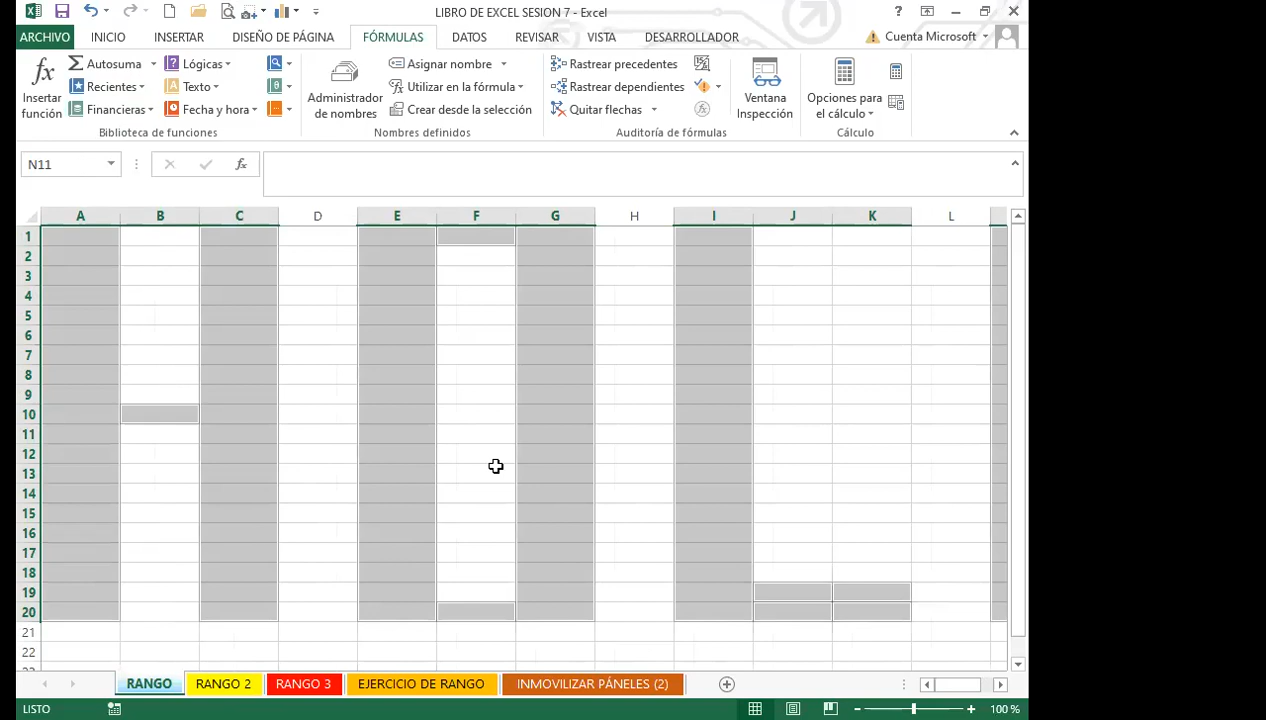 LIBRO DE EXCEL SESION 7 - Excel
ARCHIVO INICIO INSERTAR DISEÑO DE PÁGINA FÓRMULAS DATOS REVISAR VISTA DESARROLLADOR Cuenta Microsoft
fx Insertar función
Autosuma Lógicas
Recientes Texto
Financieras Fecha y hora
Biblioteca de funciones
Administrador de nombres
Asignar nombre
Utilizar en la fórmula
Crear desde la selección
Nombres definidos
Rastrear precedentes
Rastrear dependientes
Quitar flechas
fx
Auditoría de fórmulas
Ventana Inspección
Opciones para el cálculo
Cálculo
N11 fx
A B C D E F G H I J K L
1
2
3
4
5
6
7
8
9
10
11
12
13
14
15
16
17
18
19
20
21
22
RANGO RANGO 2 RANGO 3 EJERCICIO DE RANGO INMOVILIZAR PÁNELES (2)
LISTO 100 %